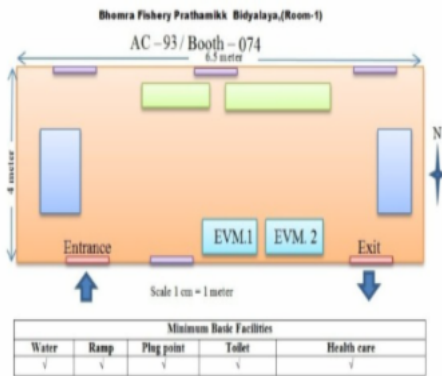 Bhomra Fishery Prathamikk Bidyalaya,(Room-1)
AC – 93 / Booth – 074
6.5 meter
4 meter
N
EVM.1 EVM. 2
Entrance Exit
Scale 1 cm = 1 meter
Minimum Basic Facilities
Water Ramp Plug point Toilet Health care
√ √ √ √ √